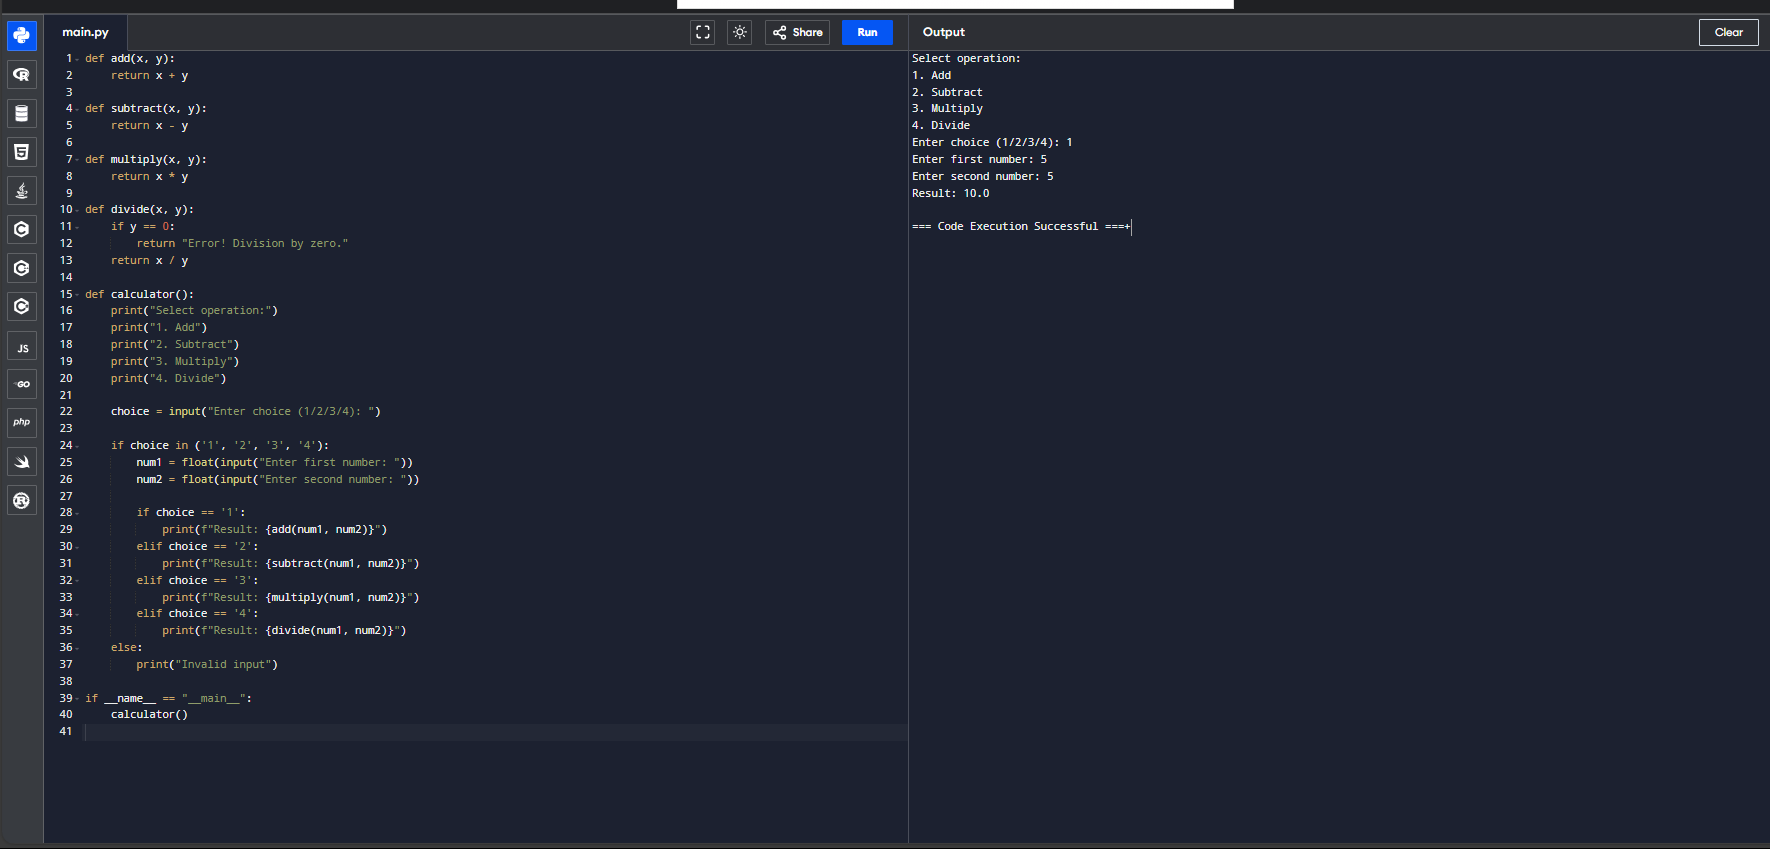 main.py
Share
Run
Output
Clear
1 def add(x, y):
2     return x + y
3
4 def subtract(x, y):
5     return x - y
6
7 def multiply(x, y):
8     return x * y
9
10 def divide(x, y):
11     if y == 0:
12         return "Error! Division by zero."
13     return x / y
14
15 def calculator():
16     print("Select operation:")
17     print("1. Add")
18     print("2. Subtract")
19     print("3. Multiply")
20     print("4. Divide")
21
22     choice = input("Enter choice (1/2/3/4): ")
23
24     if choice in ('1', '2', '3', '4'):
25         num1 = float(input("Enter first number: "))
26         num2 = float(input("Enter second number: "))
27
28         if choice == '1':
29             print(f"Result: {add(num1, num2)}")
30         elif choice == '2':
31             print(f"Result: {subtract(num1, num2)}")
32         elif choice == '3':
33             print(f"Result: {multiply(num1, num2)}")
34         elif choice == '4':
35             print(f"Result: {divide(num1, num2)}")
36     else:
37         print("Invalid input")
38
39 if __name__ == "__main__":
40     calculator()
41
Select operation:
1. Add
2. Subtract
3. Multiply
4. Divide
Enter choice (1/2/3/4): 1
Enter first number: 5
Enter second number: 5
Result: 10.0
=== Code Execution Successful ===+
R
5
C
C
C
JS
GO
php
R